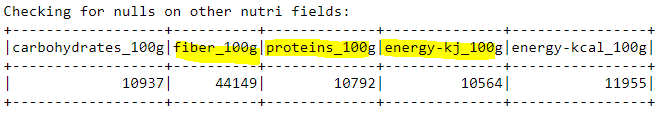 Checking for nulls on other nutri fields:
+------------------+----------+-------------+--------------+----------------+
|carbohydrates_100g|fiber_100g|proteins_100g|energy-kj_100g|energy-kcal_100g|
+------------------+----------+-------------+--------------+----------------+
|             10937|     44149|        10792|         10564|           11955|
+------------------+----------+-------------+--------------+----------------+